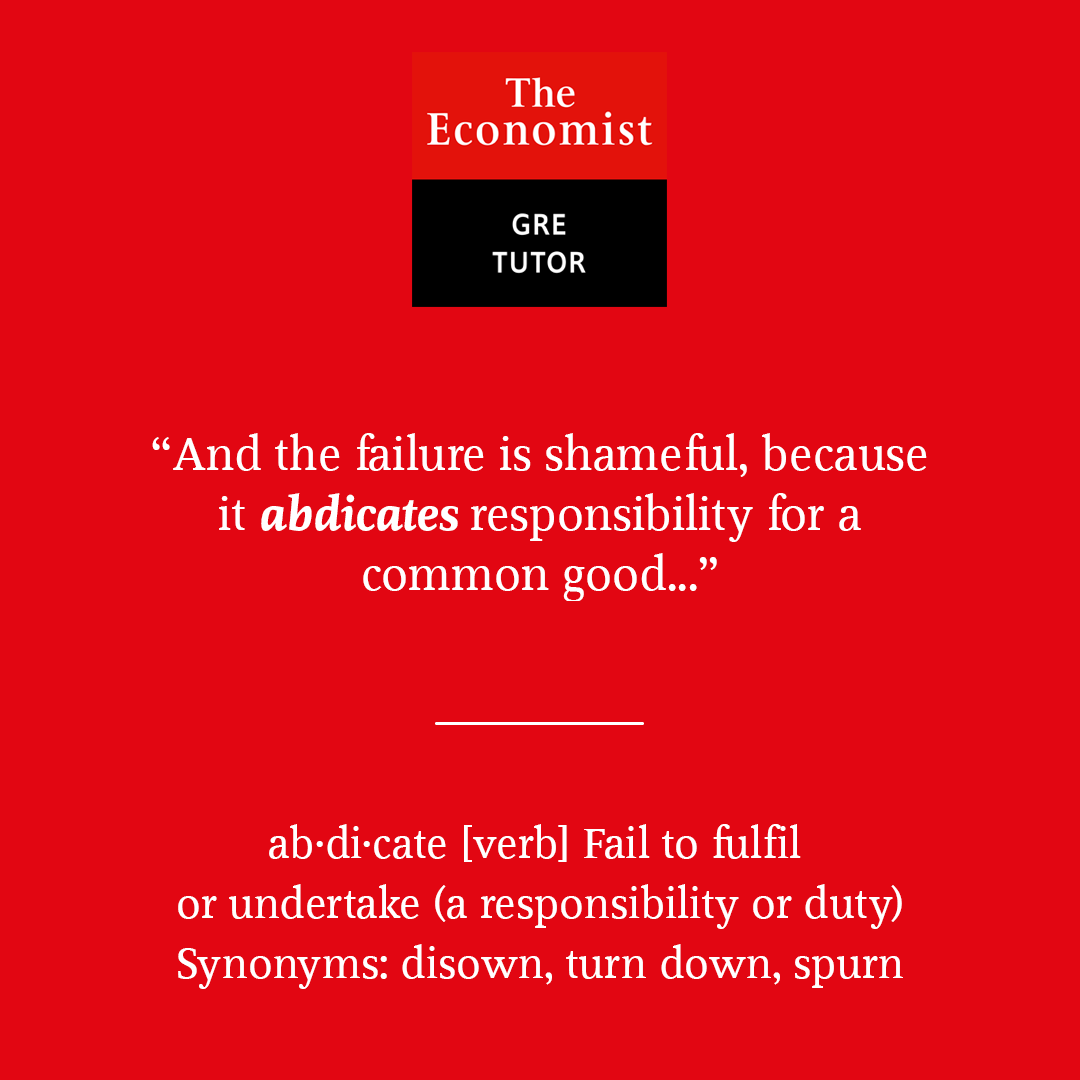 The
Economist
GRE
TUTOR
“And the failure is shameful, because
it abdicates responsibility for a
common good...”
ab·di·cate [verb] Fail to fulfil
or undertake (a responsibility or duty)
Synonyms: disown, turn down, spurn